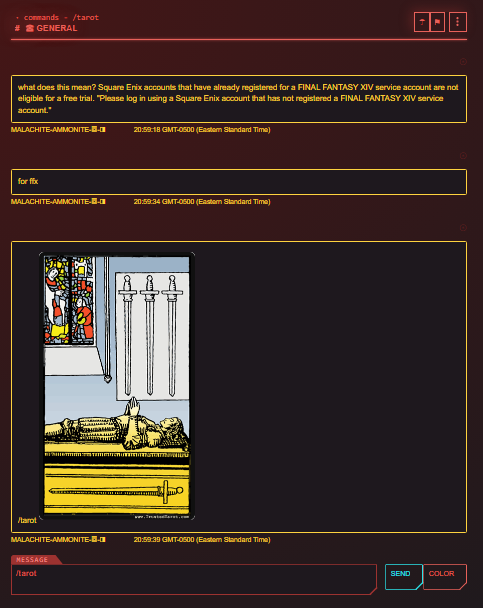 - commands - /tarot
# GENERAL
what does this mean? Square Enix accounts that have already registered for a FINAL FANTASY XIV service account are not
eligible for a free trial. "Please log in using a Square Enix account that has not registered a FINAL FANTASY XIV service
account."
MALACHITE-AMMONITE- 20:59:18 GMT-0500 (Eastern Standard Time)
for ffx
MALACHITE-AMMONITE- 20:59:34 GMT-0500 (Eastern Standard Time)
www.TrustedTarot.com
/tarot
MALACHITE-AMMONITE- 20:59:39 GMT-0500 (Eastern Standard Time)
MESSAGE
/tarot
SEND
COLOR